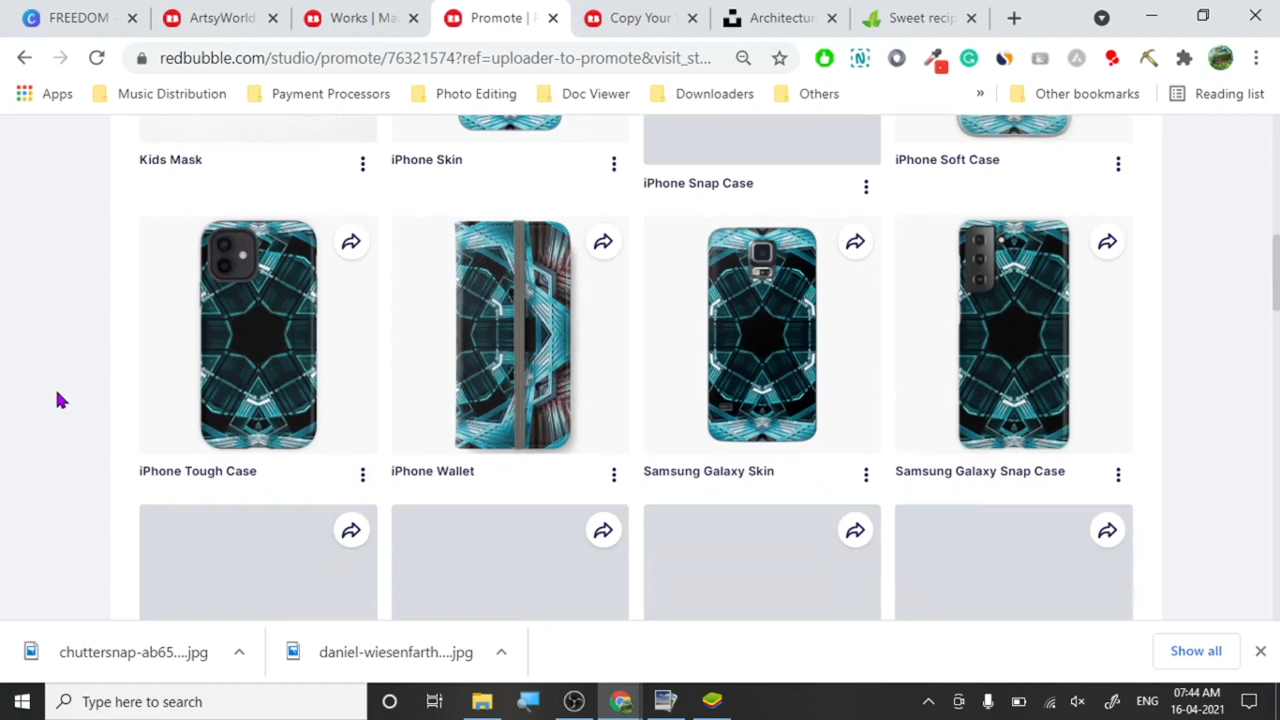 FREEDOM -
ArtsyWorld'
Works | Ma
Promote | R
Copy Your
Architectur
Sweet recip
redbubble.com/studio/promote/76321574?ref=uploader-to-promote&visit_st...
Apps
Music Distribution
Payment Processors
Photo Editing
Doc Viewer
Downloaders
Others
»
Other bookmarks
Reading list
Kids Mask
iPhone Skin
iPhone Snap Case
iPhone Soft Case
iPhone Tough Case
iPhone Wallet
Samsung Galaxy Skin
Samsung Galaxy Snap Case
chuttersnap-ab65....jpg
daniel-wiesenfarth....jpg
Show all
Type here to search
ENG
07:44 AM
16-04-2021